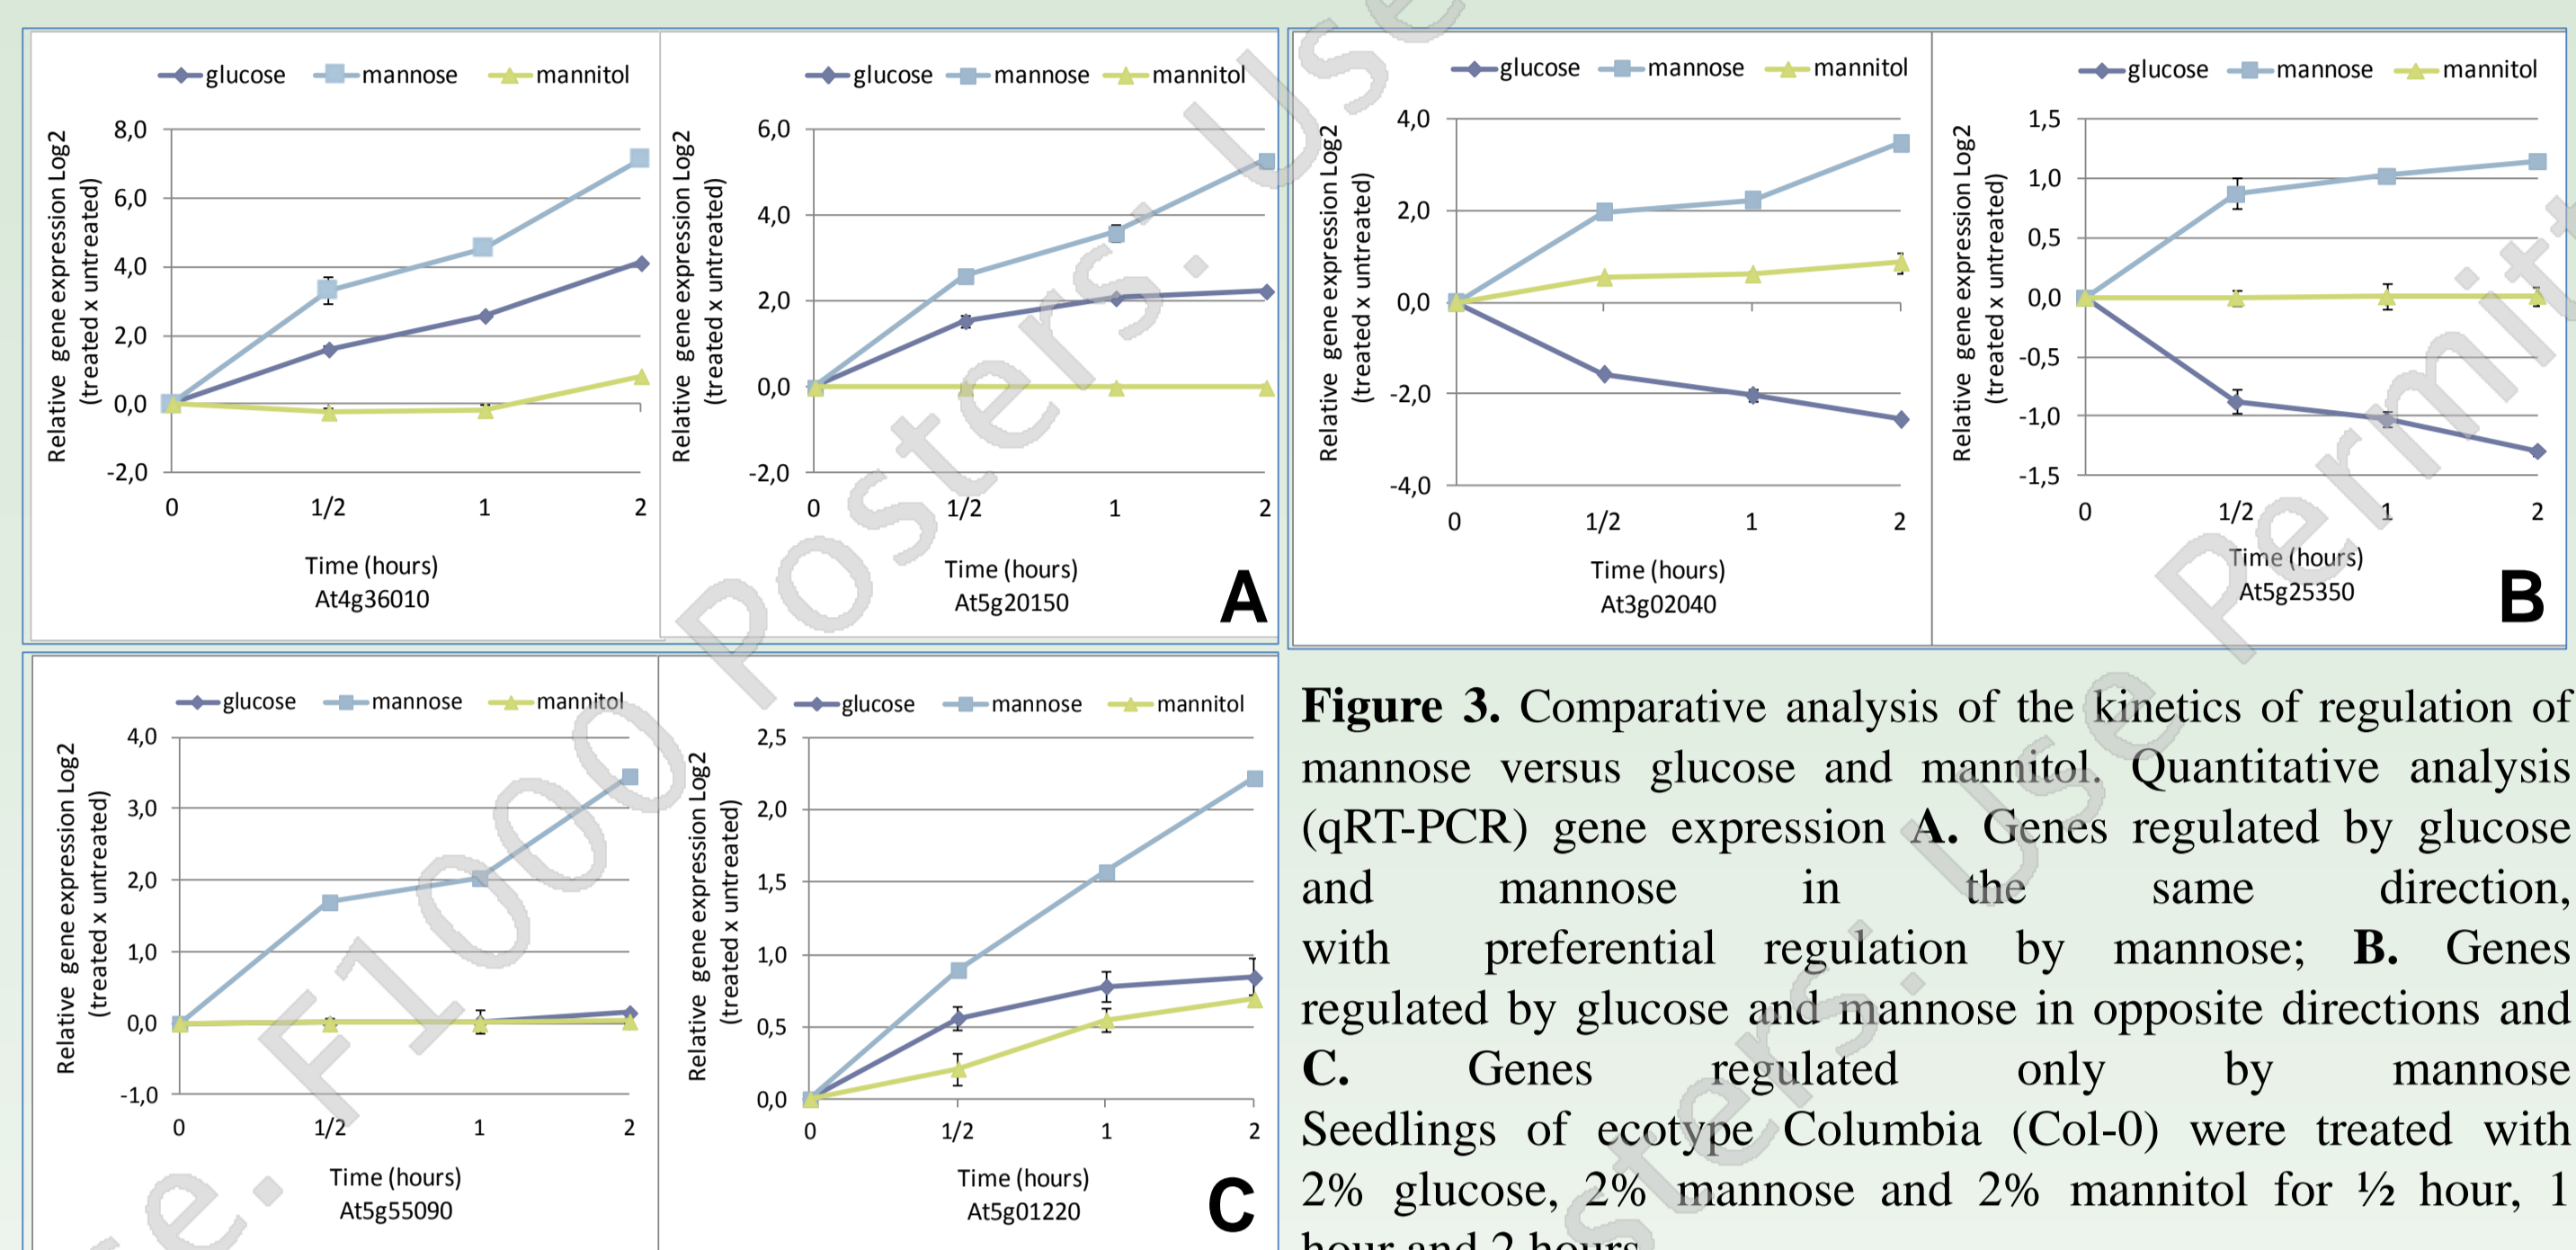 glucose mannose mannitol
Relative gene expression Log2
(treated x untreated)
8,0
6,0
4,0
2,0
0,0
-2,0
0 1/2 1 2
Time (hours)
At4g36010
glucose mannose mannitol
Relative gene expression Log2
(treated x untreated)
6,0
4,0
2,0
0,0
-2,0
0 1/2 1 2
Time (hours)
At5g20150
A
glucose mannose mannitol
Relative gene expression Log2
(treated x untreated)
4,0
2,0
0,0
-2,0
-4,0
0 1/2 1 2
Time (hours)
At3g02040
glucose mannose mannitol
Relative gene expression Log2
(treated x untreated)
1,5
1,0
0,5
0,0
-0,5
-1,0
-1,5
0 1/2 1 2
Time (hours)
At5g25350
B
glucose mannose mannitol
Relative gene expression Log2
(treated x untreated)
4,0
3,0
2,0
1,0
0,0
-1,0
0 1/2 1 2
Time (hours)
At5g55090
glucose mannose mannitol
Relative gene expression Log2
(treated x untreated)
2,5
2,0
1,5
1,0
0,5
0,0
0 1/2 1 2
Time (hours)
At5g01220
C
Figure 3. Comparative analysis of the kinetics of regulation of
mannose versus glucose and mannitol. Quantitative analysis
(qRT-PCR) gene expression A. Genes regulated by glucose
and mannose in the same direction,
with preferential regulation by mannose; B. Genes
regulated by glucose and mannose in opposite directions and
C. Genes regulated only by mannose
Seedlings of ecotype Columbia (Col-0) were treated with
2% glucose, 2% mannose and 2% mannitol for ½ hour, 1
hour and 2 hours
F1000 Posters. Use